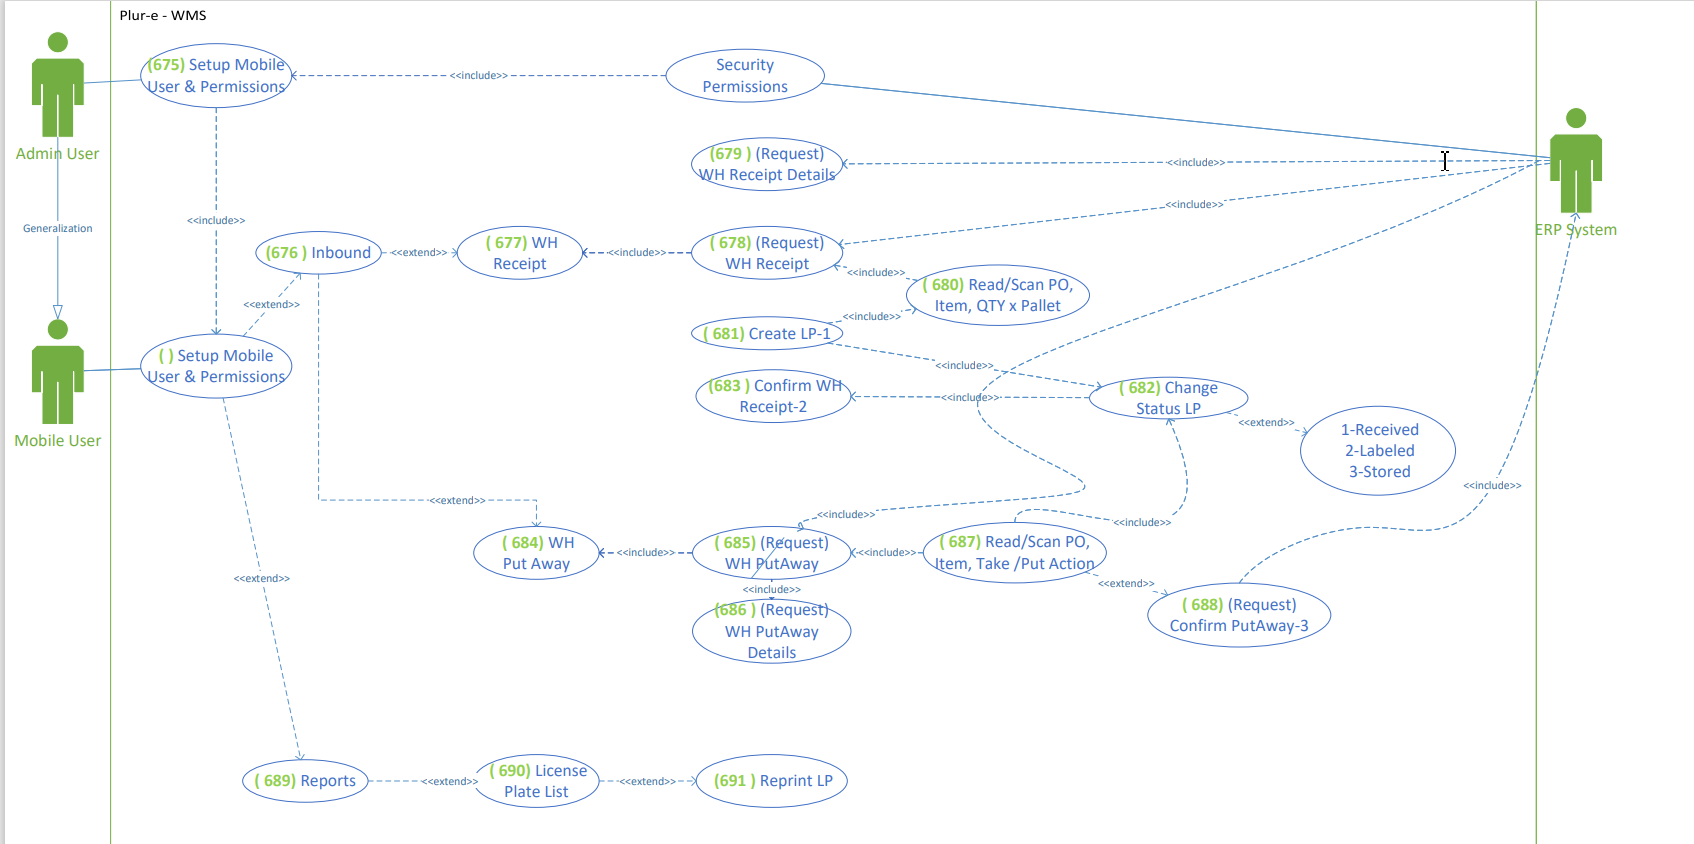 Plur-e - WMS
(675) Setup Mobile
User & Permissions
<<include>>
Security
Permissions
Admin User
(679 ) (Request)
WH Receipt Details
<<include>>
<<include>>
Generalization
<<include>>
ERP System
(676 ) Inbound
<<extend>>
( 677) WH
Receipt
<<include>>
(678) (Request)
WH Receipt
<<include>>
( 680) Read/Scan PO,
Item, QTY x Pallet
<<extend>>
<<include>>
( 681) Create LP-1
( ) Setup Mobile
User & Permissions
<<include>>
(683 ) Confirm WH
Receipt-2
<<include>>
( 682) Change
Status LP
<<extend>>
1-Received
2-Labeled
3-Stored
Mobile User
<<include>>
<<extend>>
<<include>>
<<include>>
( 684) WH
Put Away
<<include>>
( 685) (Request)
WH PutAway
<<include>>
( 687) Read/Scan PO,
Item, Take /Put Action
<<extend>>
<<extend>>
<<include>>
(686 ) (Request)
WH PutAway
Details
( 688) (Request)
Confirm PutAway-3
( 689) Reports
<<extend>>
( 690) License
Plate List
<<extend>>
(691 ) Reprint LP